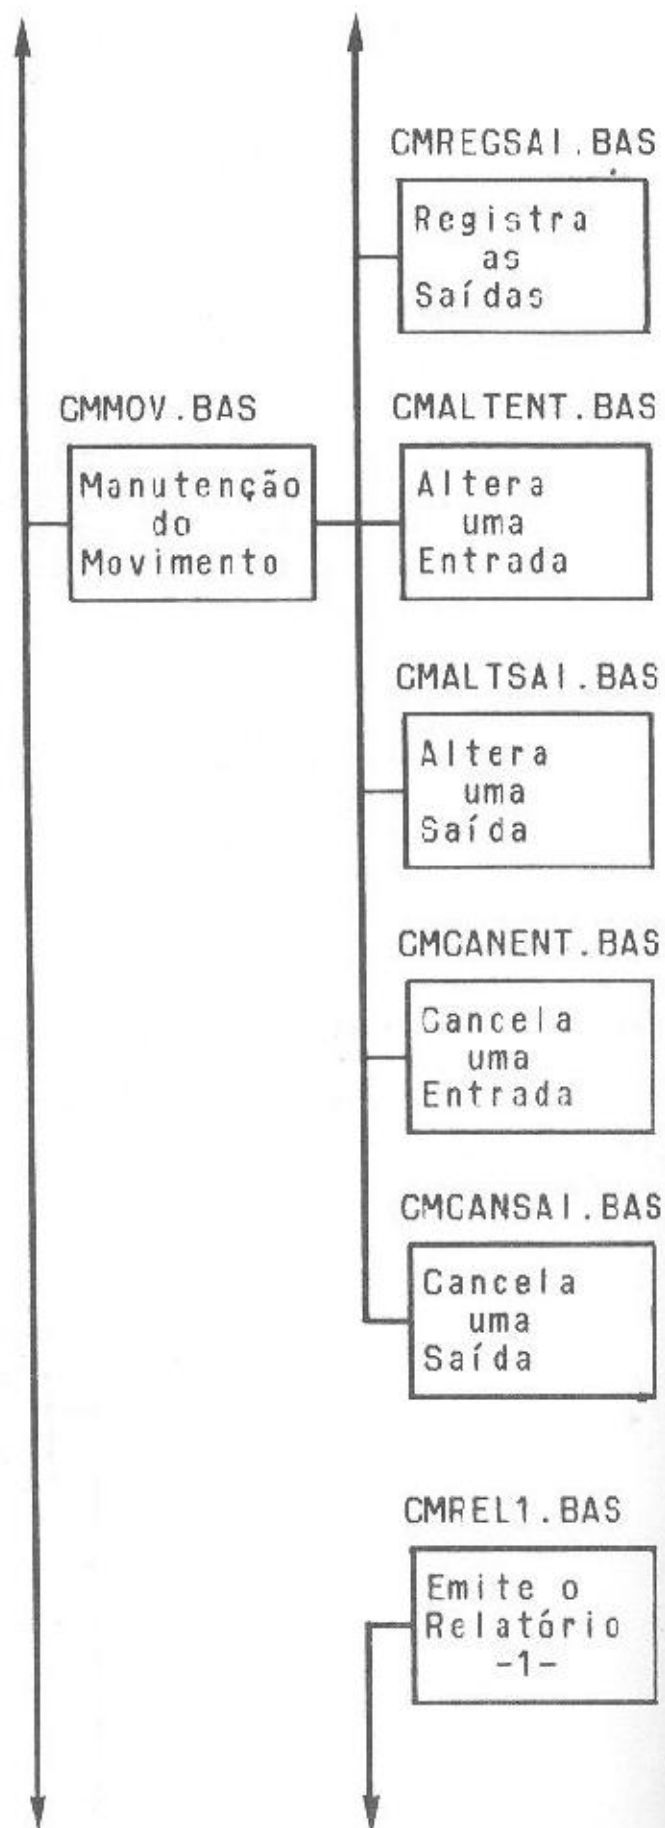 CMREGSAI.BAS
Registra
as
Saídas
CMMOV.BAS
Manutenção
do
Movimento
CMALTENT.BAS
Altera
uma
Entrada
CMALTSAI.BAS
Altera
uma
Saída
CMCANENT.BAS
Cancela
uma
Entrada
CMCANSAI.BAS
Cancela
uma
Saída
CMREL1.BAS
Emite o
Relatório
-1-